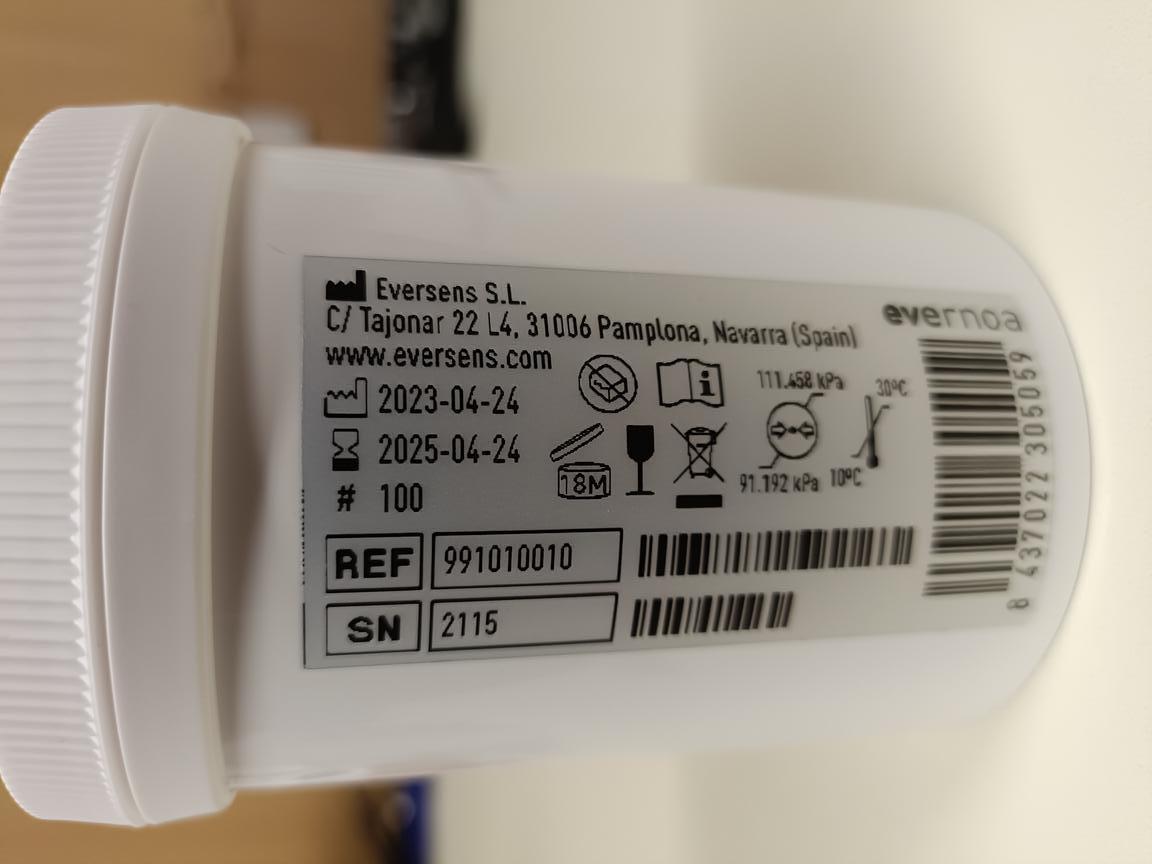 Eversens S.L.
C/ Tajonar 22 L4, 31006 Pamplona, Navarra (Spain)
www.eversens.com
2023-04-24
2025-04-24
# 100
18M
111.458 kPa
91.192 kPa
30ºC
10ºC
REF 991010010
SN 2115
evernoa
8 437022 305059